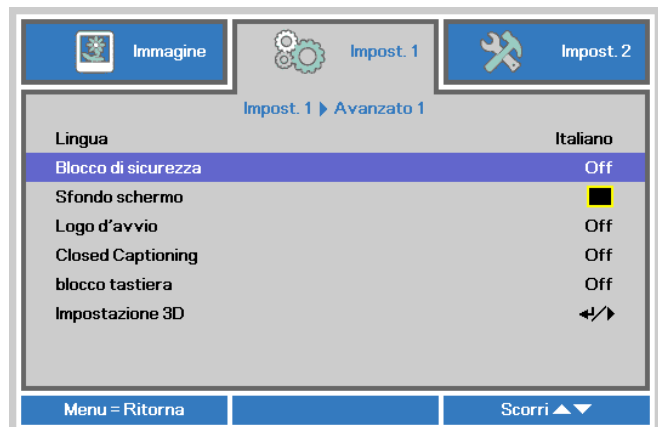 Immagine
Impost. 1
Impost. 2
Impost. 1 ▶ Avanzato 1
Lingua Italiano
Blocco di sicurezza Off
Sfondo schermo
Logo d'avvio Off
Closed Captioning Off
blocco tastiera Off
Impostazione 3D ↵/▶
Menu = Ritorna
Scorri ▲▼